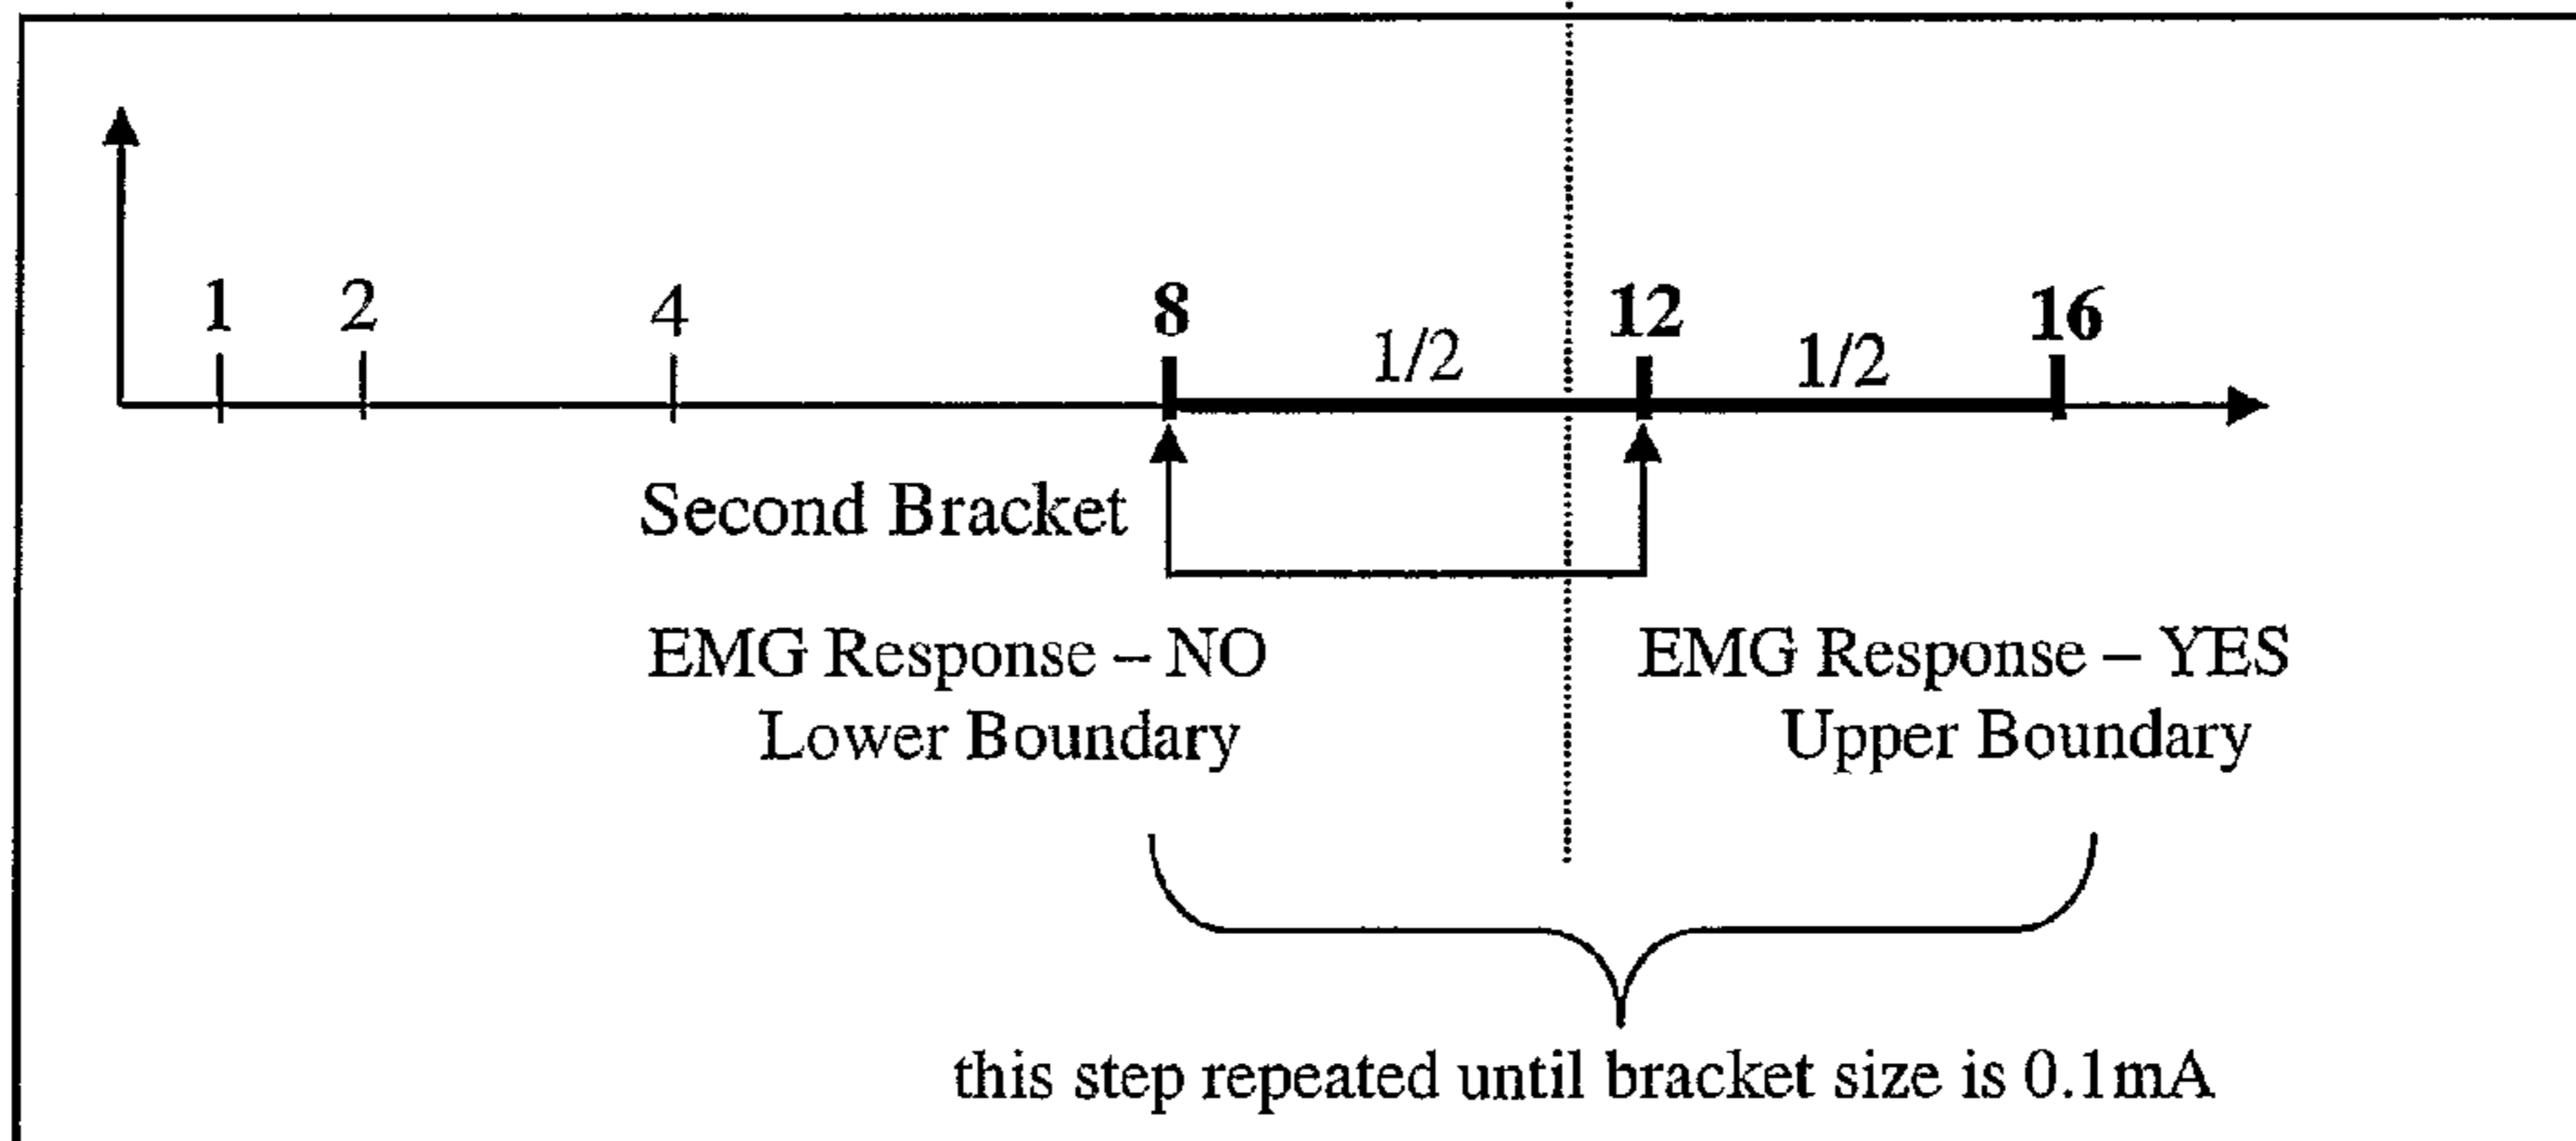 1 2 4 8 12 16
1/2 1/2
Second Bracket
EMG Response – NO
Lower Boundary
EMG Response – YES
Upper Boundary
this step repeated until bracket size is 0.1mA